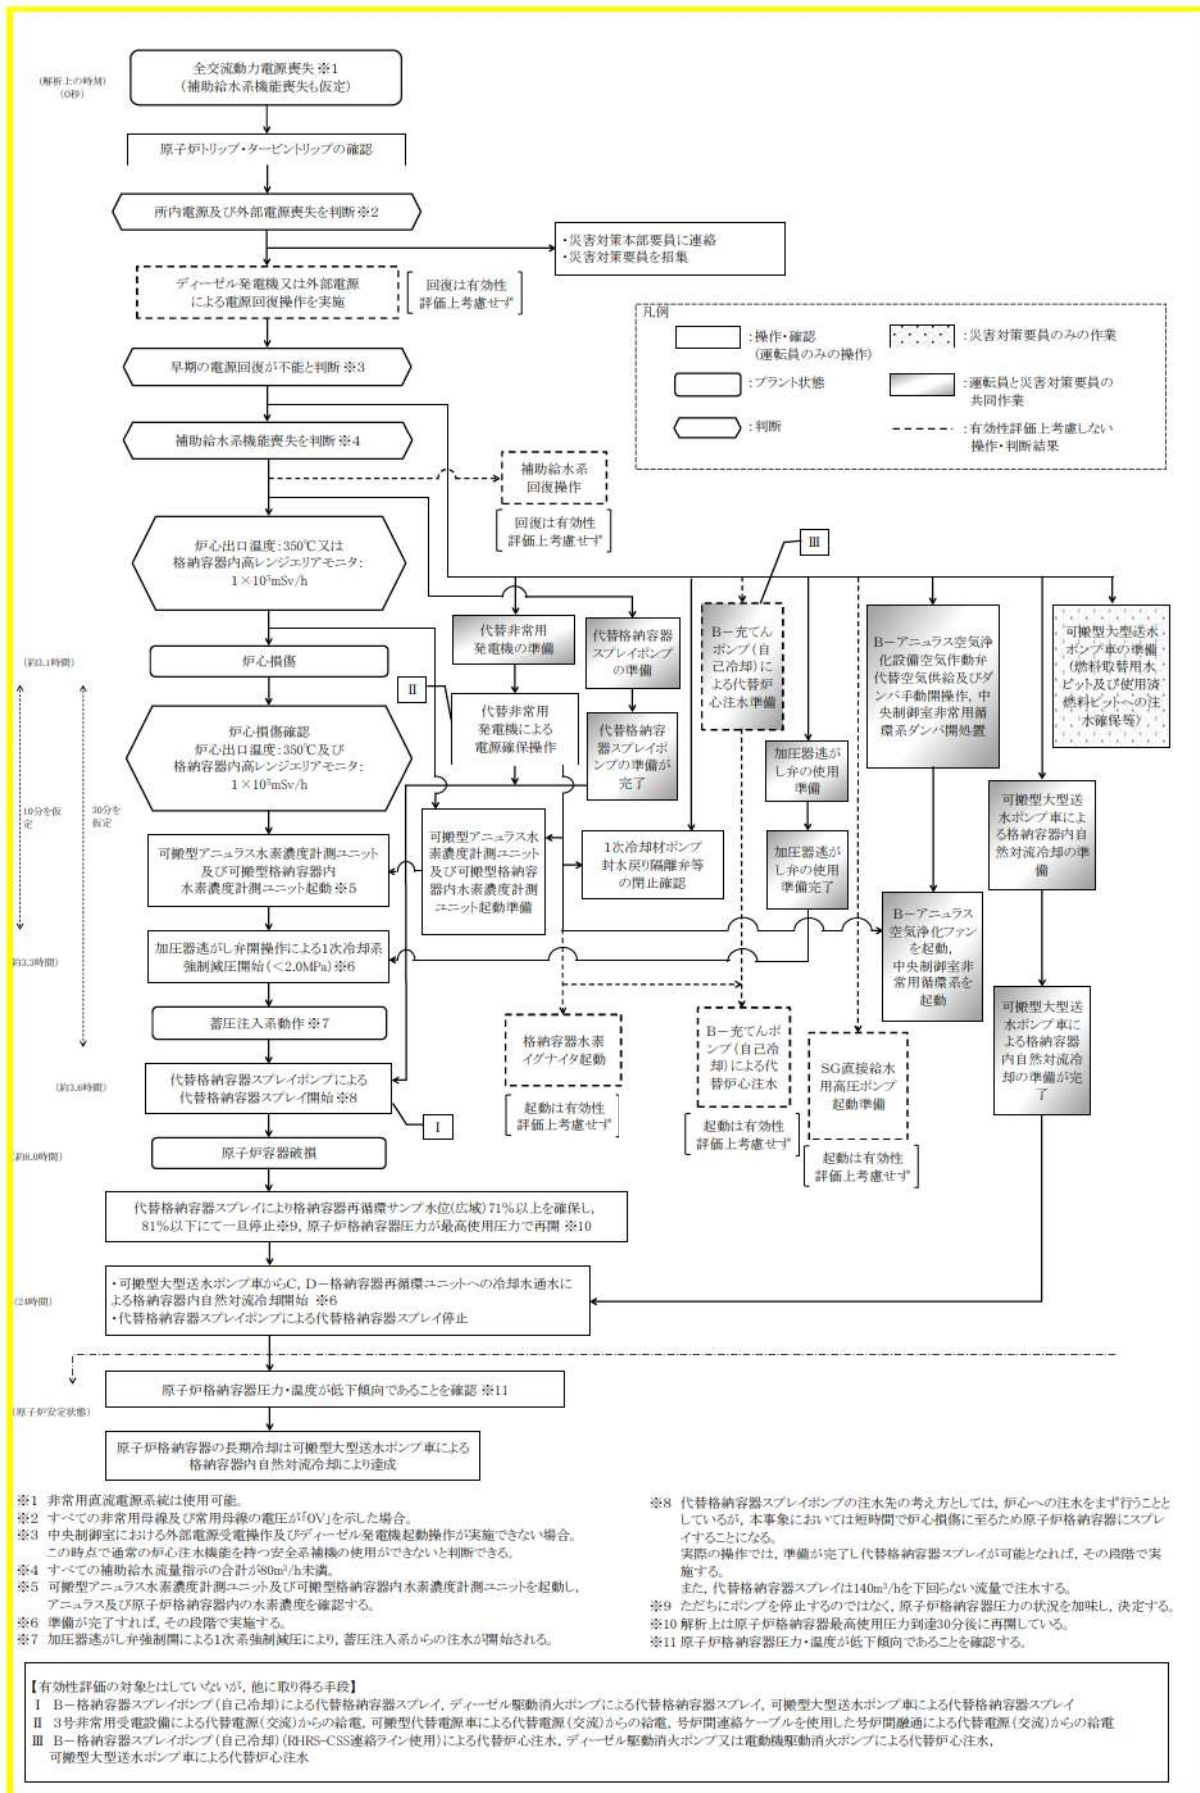 全交流動力電源喪失※1
(補助給水系機能喪失も仮定)
(解析上の時刻)
(0秒)
原子炉トリップ・タービントリップの確認
所内電源及び外部電源喪失を判断※2
・災害対策本部要員に連絡
・災害対策要員を招集
ディーゼル発電機又は外部電源
による電源回復操作を実施
回復は有効性
評価上考慮せず
凡例
:操作・確認
(運転員のみの操作)
:プラント状態
:判断
:災害対策要員のみの作業
:運転員と災害対策要員の
共同作業
:有効性評価上考慮しない
操作・判断結果
早期の電源回復が不能と判断※3
補助給水系機能喪失を判断※4
補助給水系
回復操作
回復は有効性
評価上考慮せず
炉心出口温度:350℃又は
格納容器内高レンジエリアモニタ:
1×10⁵mSv/h
Ⅲ
代替非常用
発電機の準備
代替格納容器
スプレイポンプ
の準備
B-充てん
ポンプ(自
己冷却)に
よる代替炉
心注水準備
B-アニュラス空気浄
化設備空気作動弁
代替空気供給及びダ
ンパ手動開操作,中
央制御室非常用循
環系ダンパ開処置
可搬型大型送水
ポンプ車の準備
(燃料取替用水
ピット及び使用済
燃料ピットへの注
水確保等)
(約3.1時間)
炉心損傷
Ⅱ
代替非常用
発電機による
電源確保操作
代替格納容
器スプレイポ
ンプの準備が
完了
加圧器逃が
し弁の使用
準備
炉心損傷確認
炉心出口温度:350℃及び
格納容器内高レンジエリアモニタ:
1×10⁵mSv/h
10分を仮
定
30分を
仮定
可搬型大型送
水ポンプ車によ
る格納容器内自
然対流冷却の準
備
可搬型アニュラス水素濃度計測ユニット
及び可搬型格納容器内
水素濃度計測ユニット起動※5
可搬型アニュラス水
素濃度計測ユニット
及び可搬型格納容
器内水素濃度計測
ユニット起動準備
1次冷却材ポンプ
封水戻り隔離弁等
の閉止確認
加圧器逃が
し弁の使用
準備完了
B-アニュラス
空気浄化ファン
を起動,
中央制御室非
常用循環系を
起動
(約3.3時間)
加圧器逃がし弁開操作による1次冷却系
強制減圧開始(<2.0MPa)※6
蓄圧注入系動作※7
格納容器水素
イグナイタ起動
起動は有効性
評価上考慮せず
B-充てんポ
ンプ(自己冷
却)による代
替炉心注水
起動は有効性
評価上考慮せず
SG直接給水
用高圧ポンプ
起動準備
起動は有効性
評価上考慮せず
可搬型大型送
水ポンプ車に
よる格納容器
内自然対流冷
却の準備が完
了
(約3.6時間)
代替格納容器スプレイポンプによる
代替格納容器スプレイ開始※8
Ⅰ
(約8.0時間)
原子炉容器破損
代替格納容器スプレイにより格納容器再循環サンプ水位(広域)71%以上を確保し,
81%以下にて一旦停止※9,原子炉格納容器圧力が最高使用圧力で再開 ※10
(24時間)
・可搬型大型送水ポンプ車からC,D-格納容器再循環ユニットへの冷却水通水に
よる格納容器内自然対流冷却開始 ※6
・代替格納容器スプレイポンプによる代替格納容器スプレイ停止
原子炉格納容器圧力・温度が低下傾向であることを確認 ※11
(原子炉安定状態)
原子炉格納容器の長期冷却は可搬型大型送水ポンプ車による
格納容器内自然対流冷却により達成
※1 非常用直流電源系統は使用可能。
※2 すべての非常用母線及び常用母線の電圧が「0V」を示した場合。
※3 中央制御室における外部電源受電操作及びディーゼル発電機起動操作が実施できない場合。
この時点で通常の炉心注水機能を持つ安全系補機の使用ができないと判断できる。
※4 すべての補助給水流量指示の合計が80m³/h未満。
※5 可搬型アニュラス水素濃度計測ユニット及び可搬型格納容器内水素濃度計測ユニットを起動し,
アニュラス及び原子炉格納容器内の水素濃度を確認する。
※6 準備が完了すれば,その段階で実施する。
※7 加圧器逃がし弁強制開による1次系強制減圧により,蓄圧注入系からの注水が開始される。
※8 代替格納容器スプレイポンプの注水先の考え方としては,炉心への注水をまず行うことと
しているが,本事象においては短時間で炉心損傷に至るため原子炉格納容器にスプレ
イすることになる。
実際の操作では,準備が完了し代替格納容器スプレイが可能となれば,その段階で実
施する。
また,代替格納容器スプレイは140m³/hを下回らない流量で注水する。
※9 ただちにポンプを停止するのではなく,原子炉格納容器圧力の状況を加味し,決定する。
※10 解析上は原子炉格納容器最高使用圧力到達30分後に再開している。
※11 原子炉格納容器圧力・温度が低下傾向であることを確認する。
【有効性評価の対象とはしていないが,他に取り得る手段】
Ⅰ B-格納容器スプレイポンプ(自己冷却)による代替格納容器スプレイ,ディーゼル駆動消火ポンプによる代替格納容器スプレイ,可搬型大型送水ポンプ車による代替格納容器スプレイ
Ⅱ 3号非常用受電設備による代替電源(交流)からの給電,可搬型代替電源車による代替電源(交流)からの給電,号炉間連絡ケーブルを使用した号炉間融通による代替電源(交流)からの給電
Ⅲ B-格納容器スプレイポンプ(自己冷却)(RHRS-CSS連絡ライン使用)による代替炉心注水,ディーゼル駆動消火ポンプ又は電動機駆動消火ポンプによる代替炉心注水,
可搬型大型送水ポンプ車による代替炉心注水